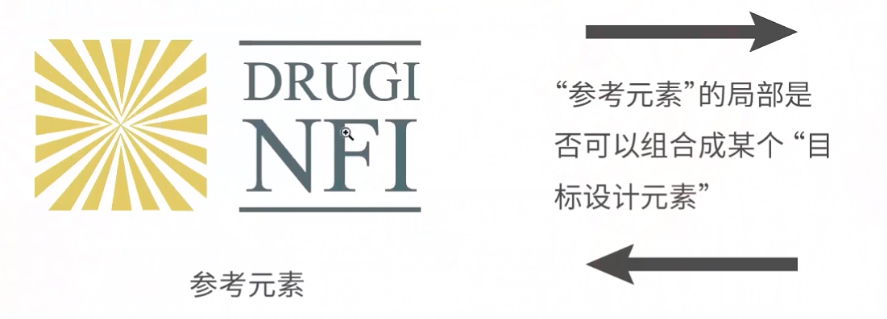 DRUGI
NFI
参考元素
“参考元素”的局部是
否可以组合成某个 “目
标设计元素”